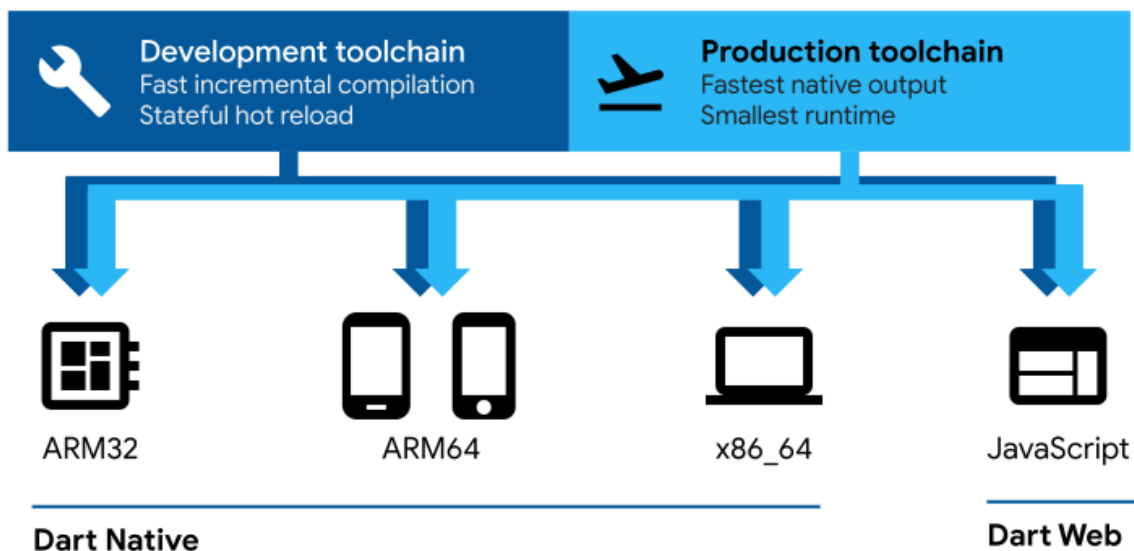 Development toolchain
Fast incremental compilation
Stateful hot reload
Production toolchain
Fastest native output
Smallest runtime
ARM32
ARM64
x86_64
JavaScript
Dart Native
Dart Web